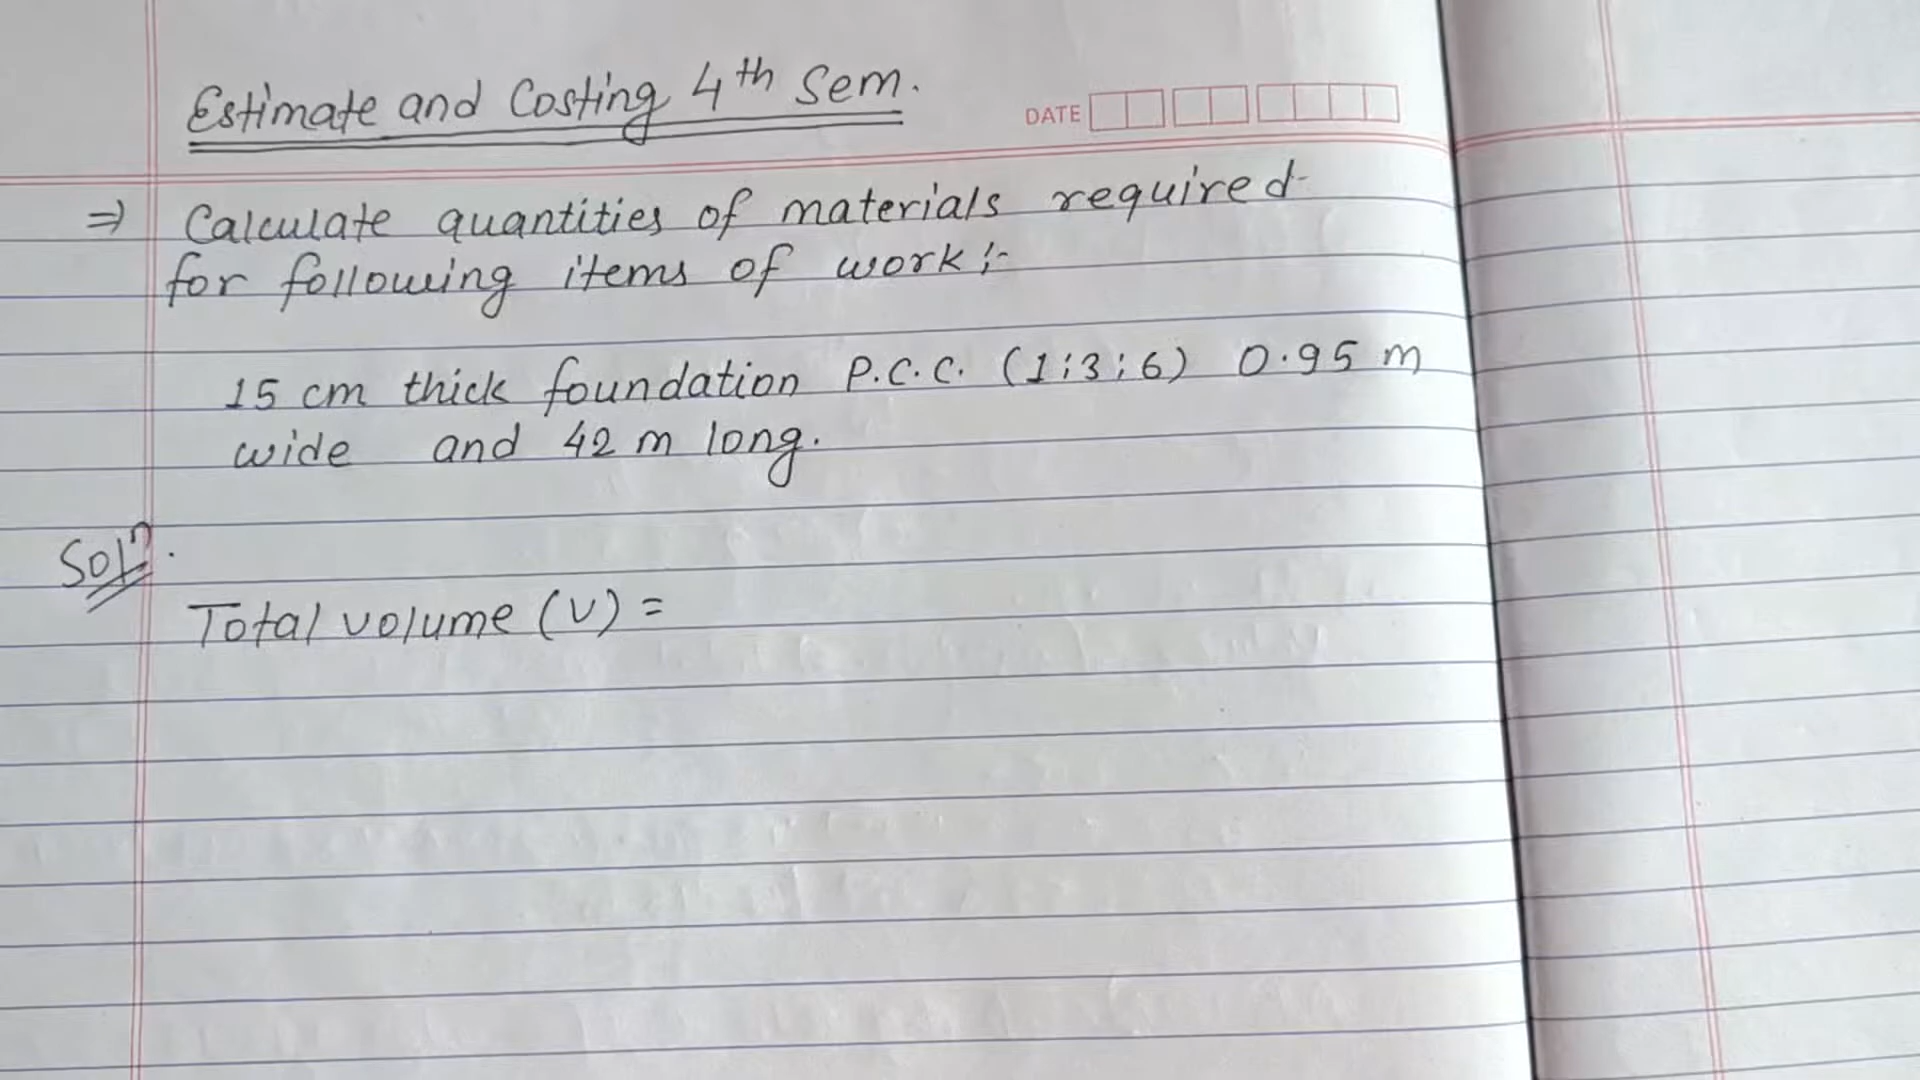 Estimate and Costing 4th Sem.
DATE
⇒ Calculate quantities of materials required
for following items of work :-
15 cm thick foundation P.C.C. (1:3:6) 0.95 m
wide and 42 m long.
Solⁿ.
Total volume (V) =